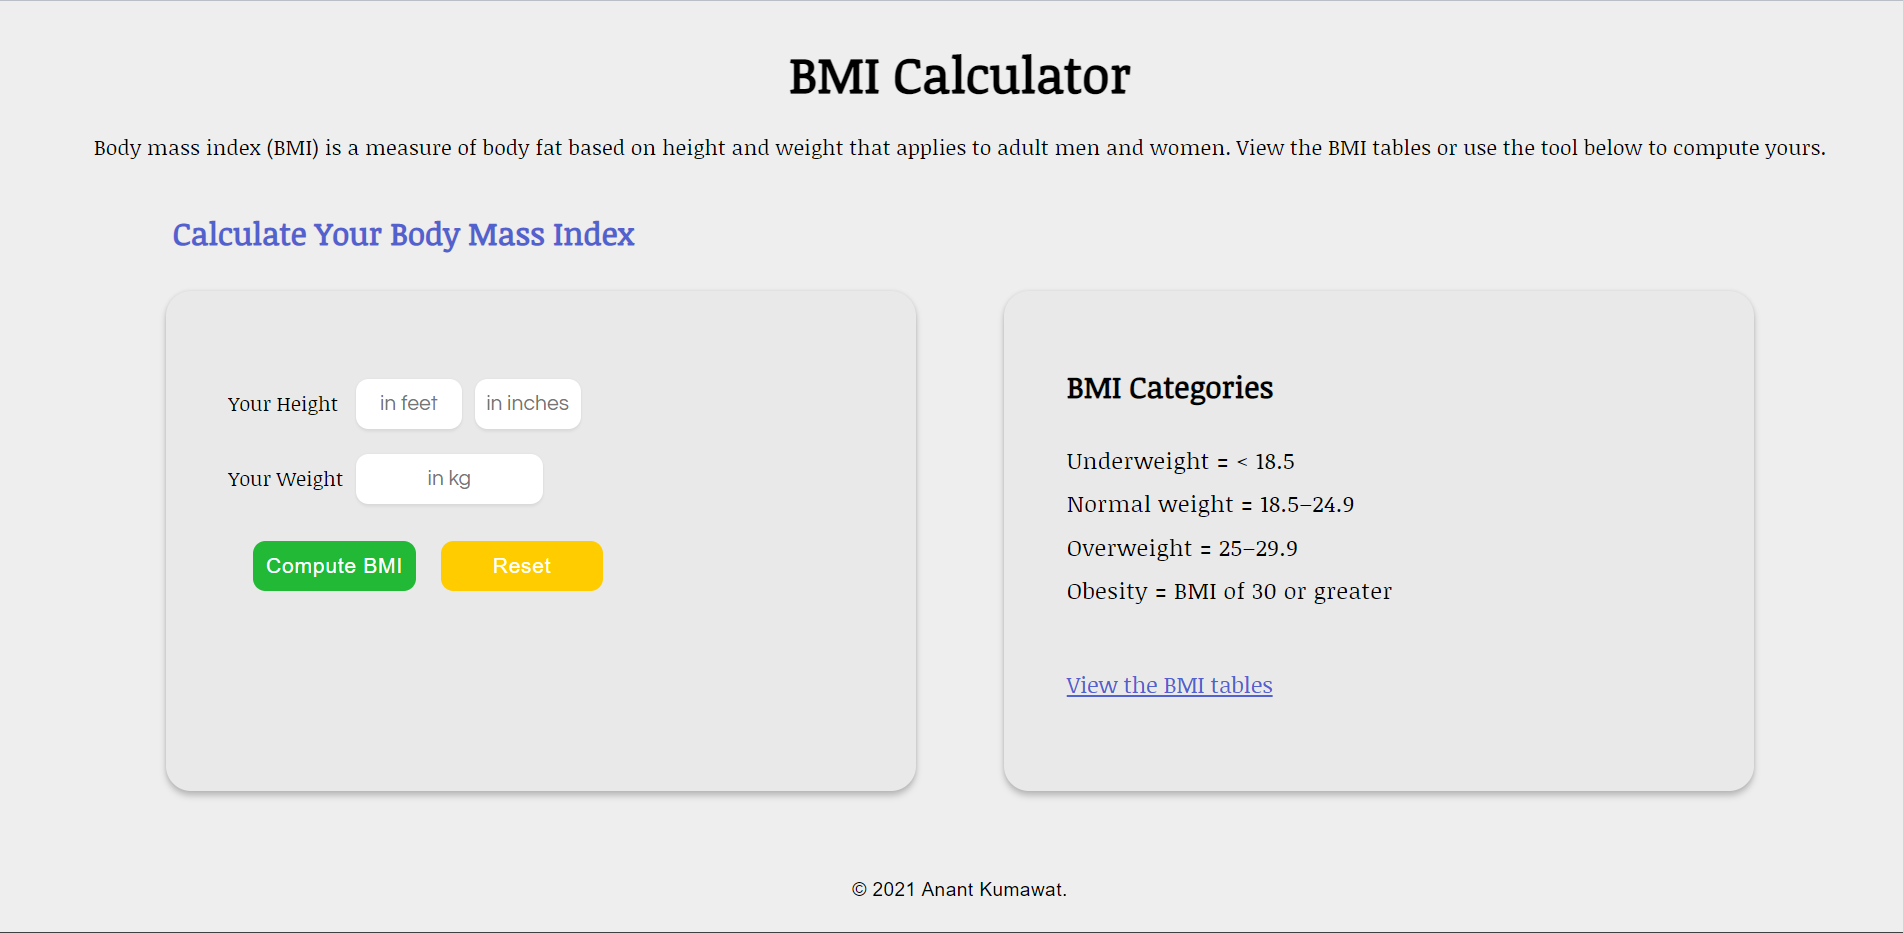 BMI Calculator
Body mass index (BMI) is a measure of body fat based on height and weight that applies to adult men and women. View the BMI tables or use the tool below to compute yours.
Calculate Your Body Mass Index
Your Height in feet in inches
Your Weight in kg
Compute BMI Reset
BMI Categories
Underweight = < 18.5
Normal weight = 18.5–24.9
Overweight = 25–29.9
Obesity = BMI of 30 or greater
View the BMI tables
© 2021 Anant Kumawat.